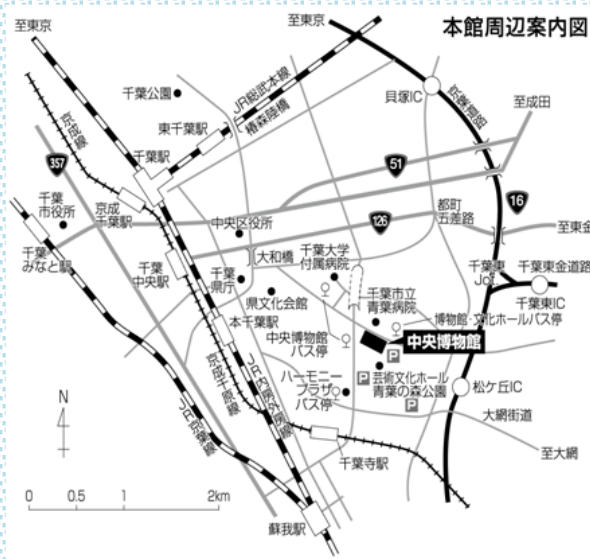 本館周辺案内図
至東京
至東京
千葉公園
JR総武本線
椿森陸橋
貝塚IC
京葉道路
至成田
東千葉駅
千葉駅
京成線
357
51
16
126
千葉
市役所
京成
千葉駅
中央区役所
都町
五差路
至東金
千葉
みなと駅
千葉
中央駅
大和橋
千葉大学
付属病院
千葉
県庁
県文化会館
千葉市立
青葉病院
千葉東
Jct.
千葉東金道路
千葉東IC
本千葉駅
博物館・文化ホールバス停
中央博物館
バス停
中央博物館
P
京成千原線
JR内房外房線
JR京葉線
ハーモニー
プラザ
バス停
P
芸術文化ホール
青葉の森公園
P
松ケ丘IC
大網街道
至大網
千葉寺駅
蘇我駅
N
0 0.5 1 2km